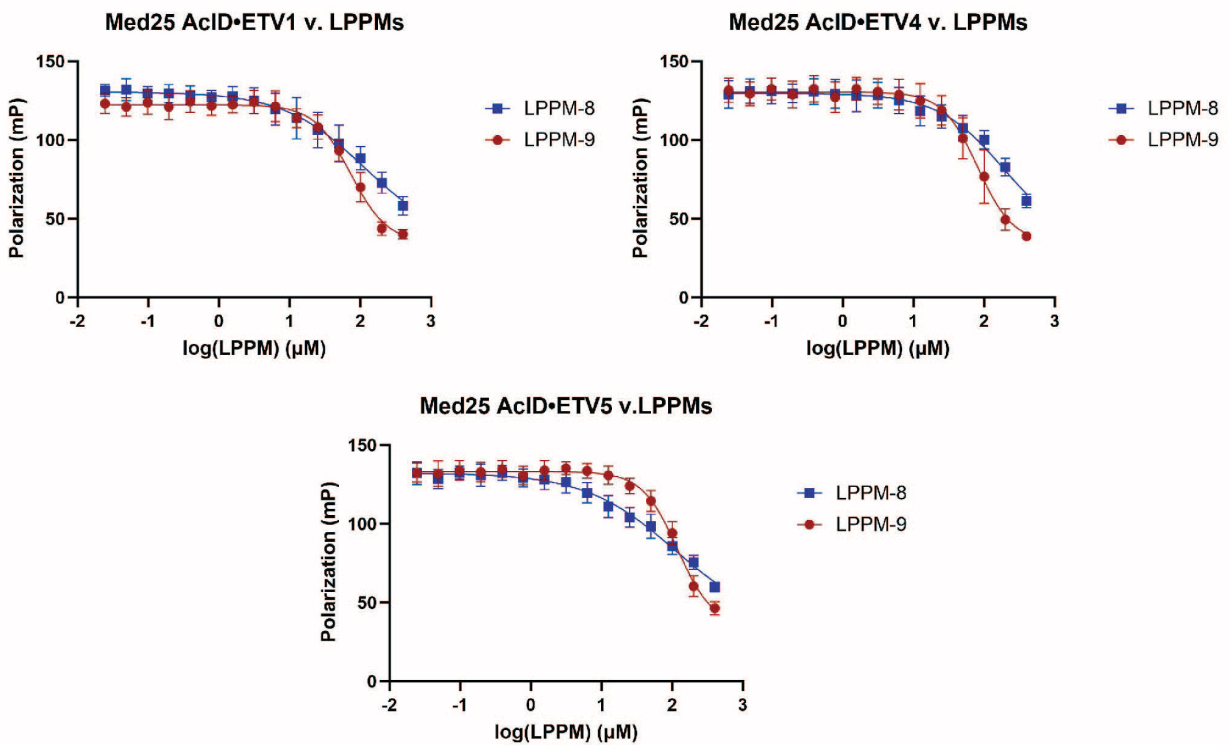 Med25 AcID•ETV1 v. LPPMs
150
100
50
0
Polarization (mP)
-2 -1 0 1 2 3
log(LPPM) (μM)
LPPM-8
LPPM-9
Med25 AcID•ETV4 v. LPPMs
150
100
50
0
Polarization (mP)
-2 -1 0 1 2 3
log(LPPM) (μM)
LPPM-8
LPPM-9
Med25 AcID•ETV5 v.LPPMs
150
100
50
0
Polarization (mP)
-2 -1 0 1 2 3
log(LPPM) (μM)
LPPM-8
LPPM-9